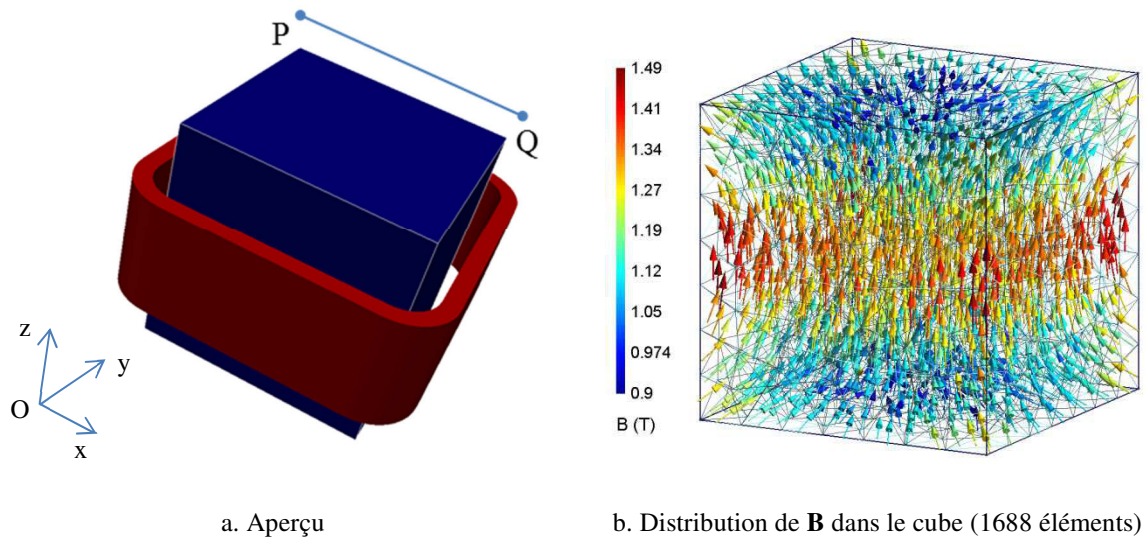 P
Q
z
y
O
x
1.49
1.41
1.34
1.27
1.2
1.12
1.05
0.974
0.9
B (T)
a. Aperçu
b. Distribution de B dans le cube (1688 éléments)